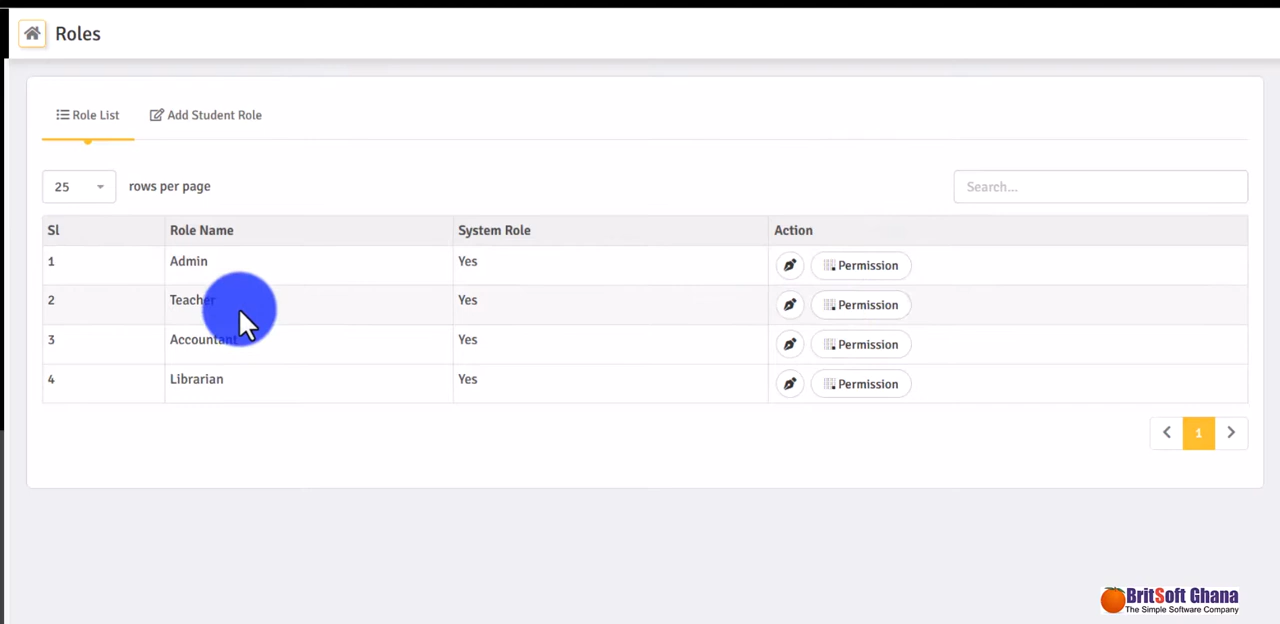 Roles
Role List Add Student Role
25 rows per page Search...
Sl Role Name System Role Action
1 Admin Yes Permission
2 Teacher Yes Permission
3 Accountant Yes Permission
4 Librarian Yes Permission
1
BritSoft Ghana
The Simple Software Company